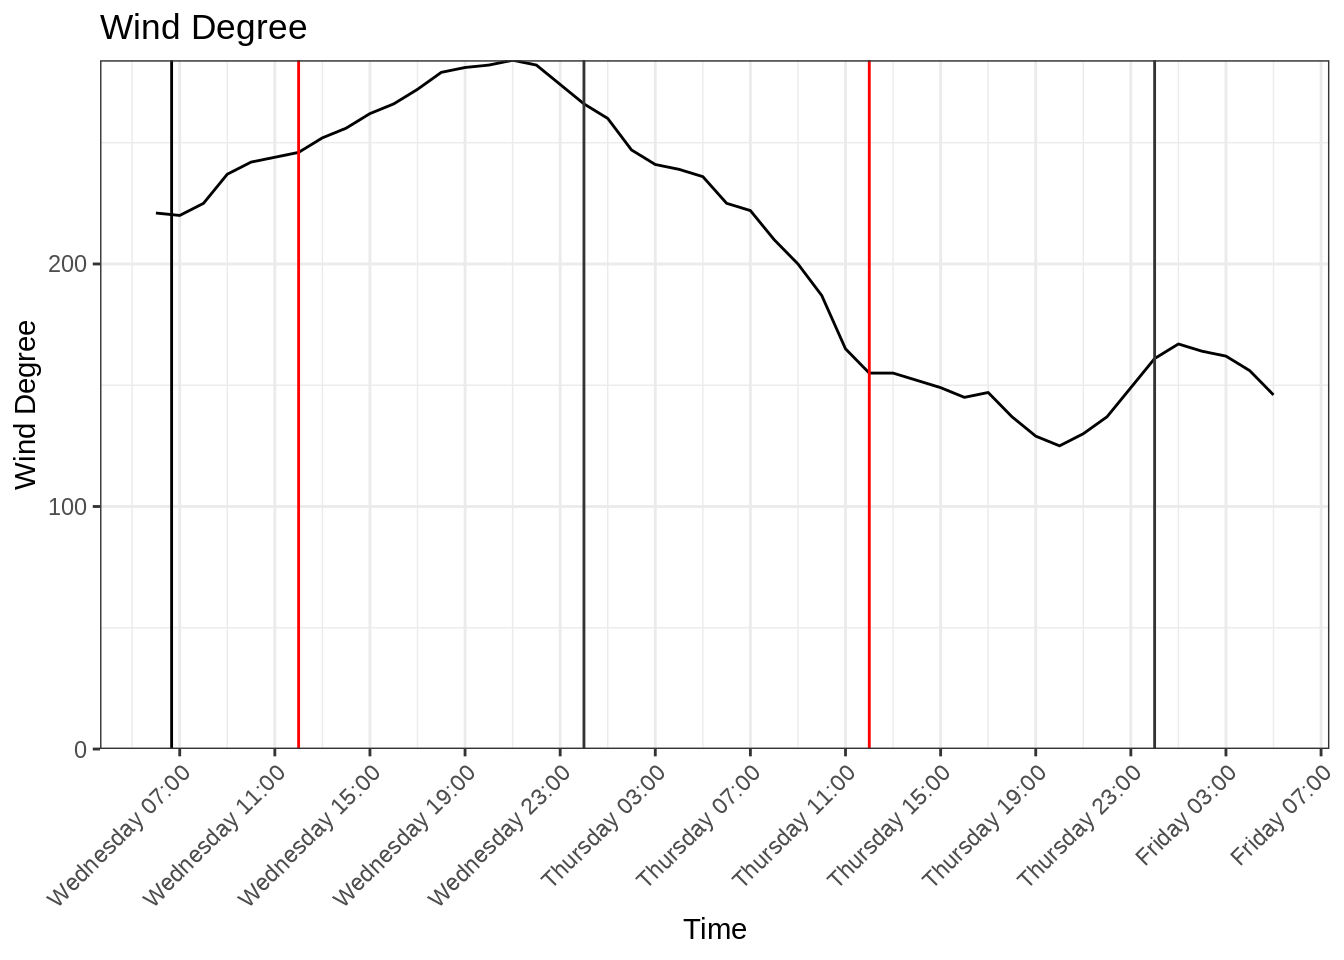 Wind Degree
Wind Degree
200
100
0
Wednesday 07:00
Wednesday 11:00
Wednesday 15:00
Wednesday 19:00
Wednesday 23:00
Thursday 03:00
Thursday 07:00
Thursday 11:00
Thursday 15:00
Thursday 19:00
Thursday 23:00
Friday 03:00
Friday 07:00
Time